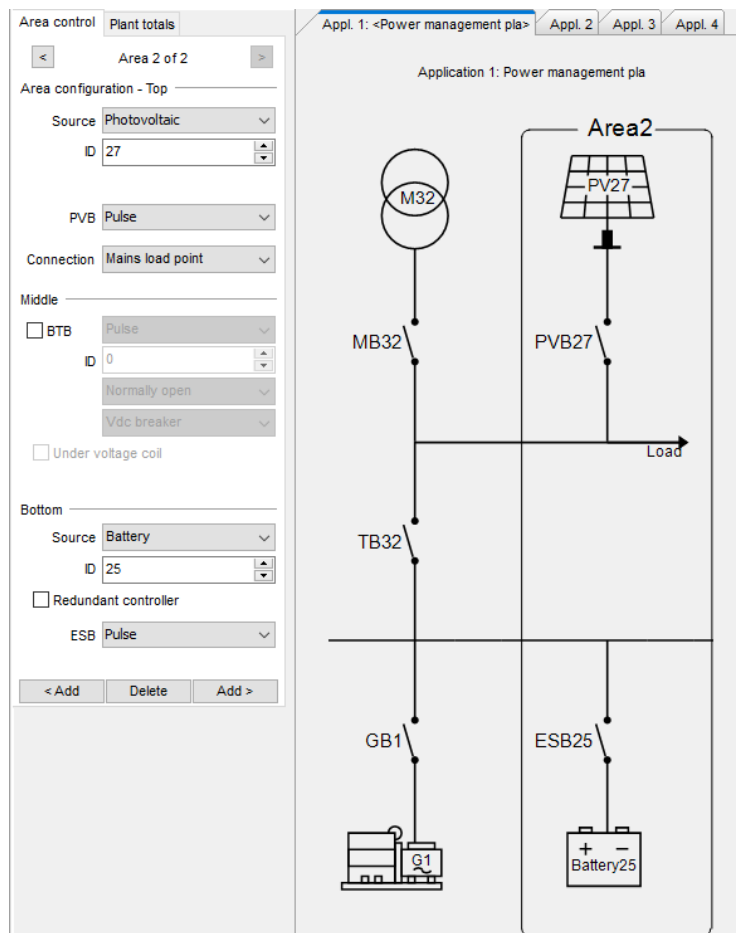 Area control
Plant totals
< Area 2 of 2 >
Area configuration - Top
Source Photovoltaic
ID 27
PVB Pulse
Connection Mains load point
Middle
BTB Pulse
ID 0
Normally open
Vdc breaker
Under voltage coil
Bottom
Source Battery
ID 25
Redundant controller
ESB Pulse
< Add Delete Add >
Appl. 1: <Power management pla> Appl. 2 Appl. 3 Appl. 4
Application 1: Power management pla
Area2
M32
PV27
MB32
PVB27
Load
TB32
GB1
ESB25
G1
+ −
Battery25